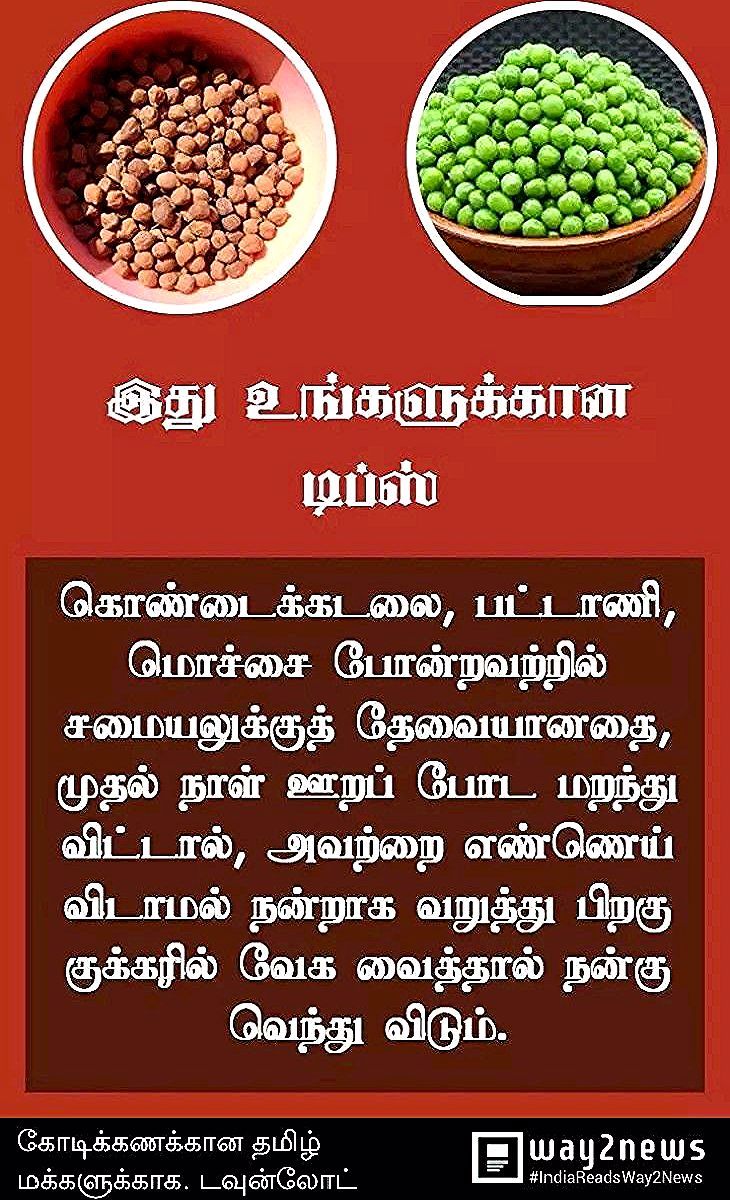 இது உங்களுக்கான
டிப்ஸ்
கொண்டைக்கடலை, பட்டாணி,
மொச்சை போன்றவற்றில்
சமையலுக்குத் தேவையானதை,
முதல் நாள் ஊறப் போட மறந்து
விட்டால், அவற்றை எண்ணெய்
விடாமல் நன்றாக வறுத்து பிறகு
குக்கரில் வேக வைத்தால் நன்கு
வெந்து விடும்.
கோடிக்கணக்கான தமிழ்
மக்களுக்காக. டவுன்லோட்
way2news
#IndiaReadsWay2News